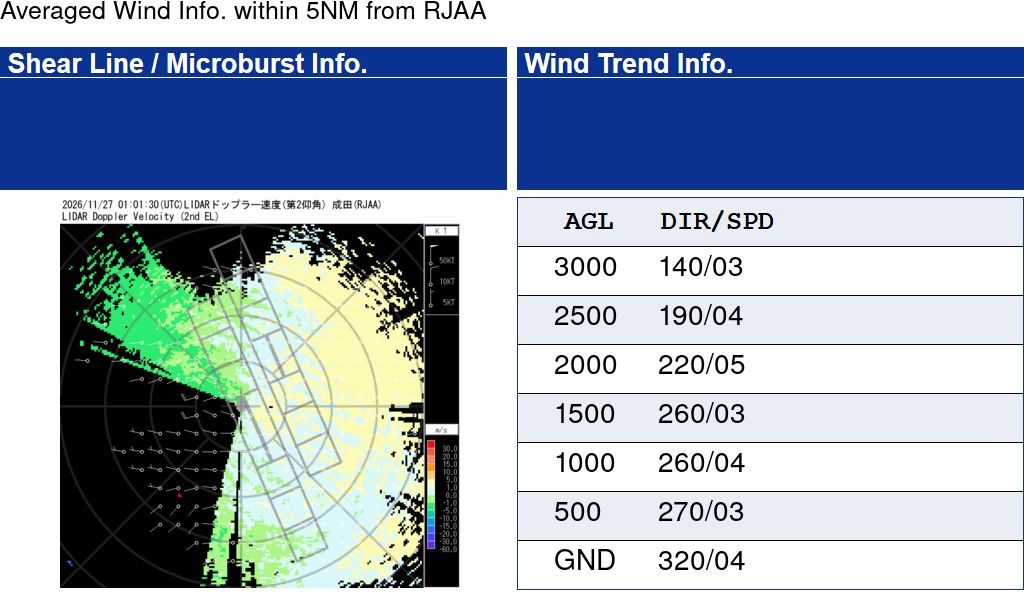 Averaged Wind Info. within 5NM from RJAA
Shear Line / Microburst Info.
Wind Trend Info.
2026/11/27 01:01:30(UTC)LIDARドップラー速度(第2仰角) 成田(RJAA)
LIDAR Doppler Velocity (2nd EL)
KT
50KT
10KT
5KT
m/s
30.0
20.0
15.0
10.0
5.0
1.0
0.0
-1.0
-5.0
-10.0
-15.0
-20.0
-30.0
-60.0
AGL DIR/SPD
3000 140/03
2500 190/04
2000 220/05
1500 260/03
1000 260/04
500 270/03
GND 320/04